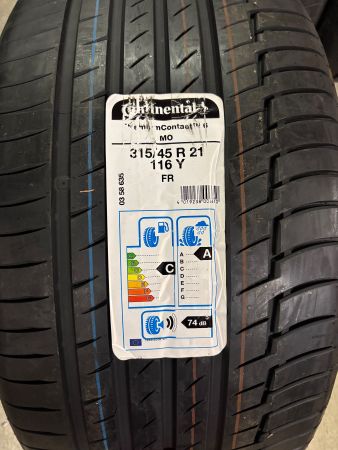 Continental
MO
315/45 R 21
116 Y
FR
03 58 635
A
B
C
D
E
F
G
C
A
B
C
D
E
F
G
A
74 dB